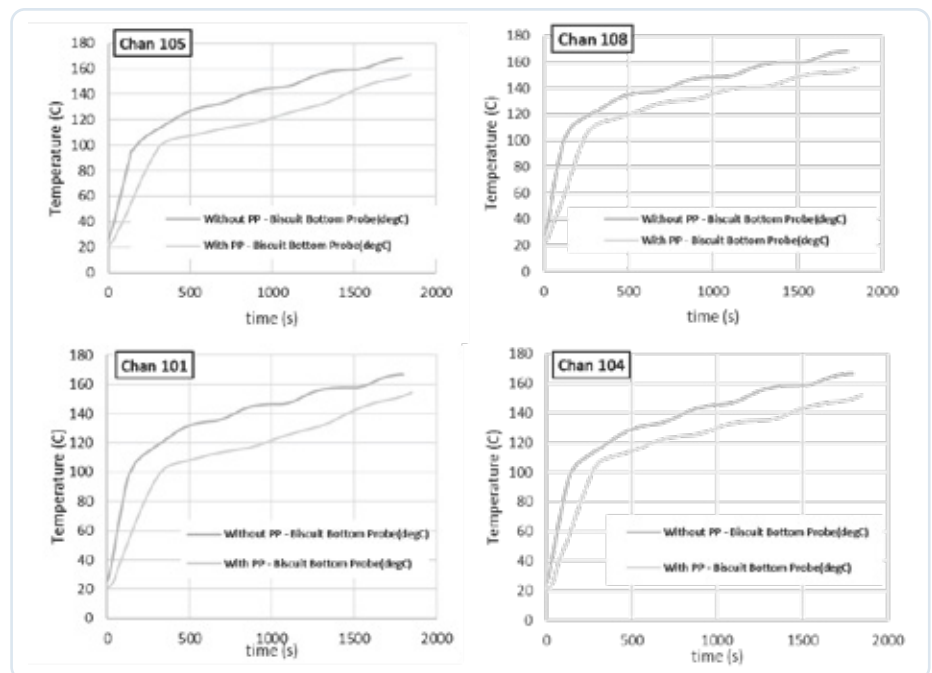 Chan 105
180
160
140
120
100
80
60
40
20
0
Temperature (C)
Without PP - Biscuit Bottom Probe(degC)
With PP - Biscuit Bottom Probe(degC)
0 500 1000 1500 2000
time (s)
Chan 108
180
160
140
120
100
80
60
40
20
0
Temperature (C)
Without PP - Biscuit Bottom Probe(degC)
With PP - Biscuit Bottom Probe(degC)
0 500 1000 1500 2000
time (s)
Chan 101
180
160
140
120
100
80
60
40
20
0
Temperature (C)
Without PP - Biscuit Bottom Probe(degC)
With PP - Biscuit Bottom Probe(degC)
0 500 1000 1500 2000
time (s)
Chan 104
180
160
140
120
100
80
60
40
20
0
Temperature (C)
Without PP - Biscuit Bottom Probe(degC)
With PP - Biscuit Bottom Probe(degC)
0 500 1000 1500 2000
time (s)